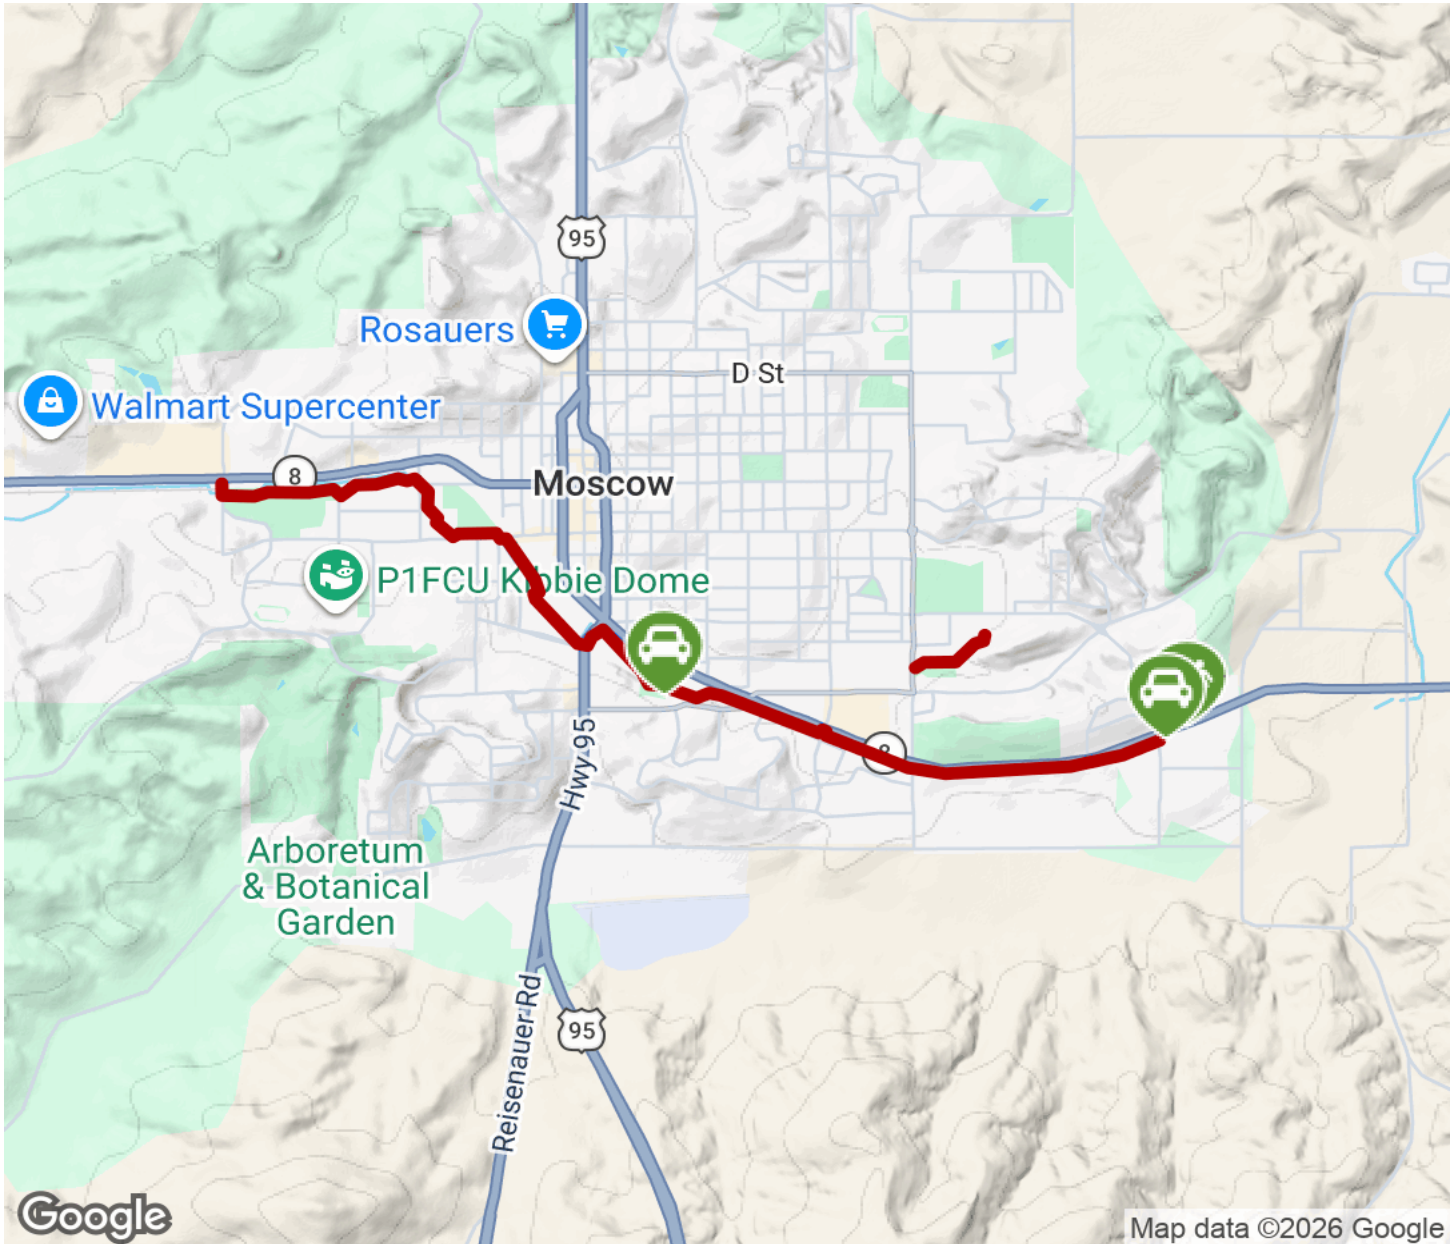 95
Rosauers
D St
Walmart Supercenter
8
Moscow
P1FCU Kibbie Dome
8
Hwy 95
Arboretum
& Botanical
Garden
Reisenauer Rd
95
Google
Map data ©2026 Google